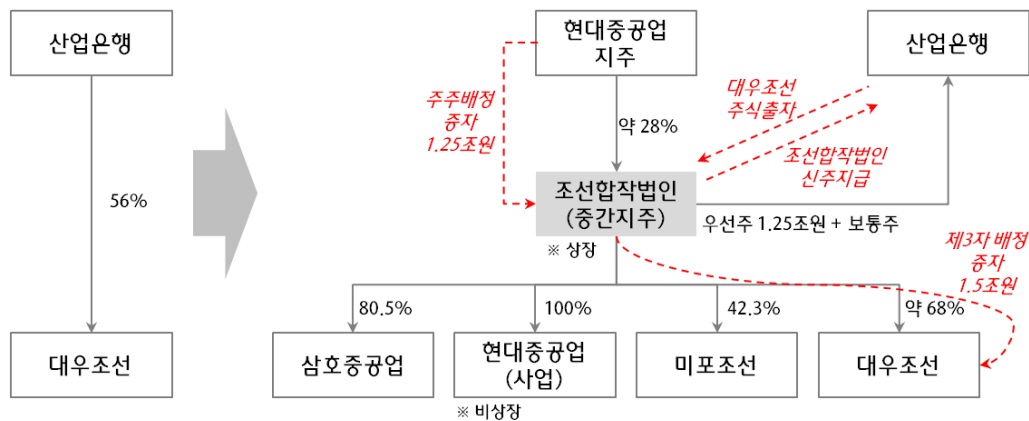 산업은행
56%
대우조선
현대중공업
지주
산업은행
주주배정
증자
1.25조원
약 28%
대우조선
주식출자
조선합작법인
신주지급
조선합작법인
(중간지주)
※ 상장
우선주 1.25조원 + 보통주
제3자 배정
증자
1.5조원
80.5%
100%
42.3%
약 68%
삼호중공업
현대중공업
(사업)
※ 비상장
미포조선
대우조선